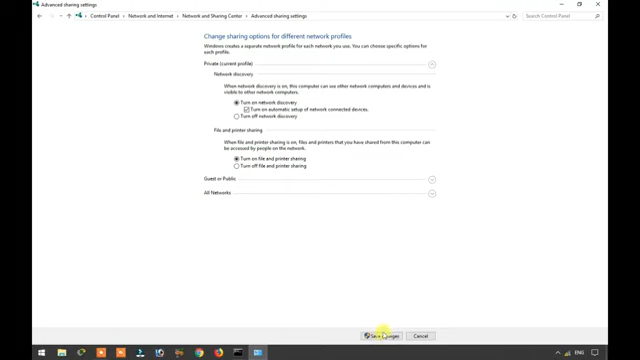 Advanced sharing settings
Control Panel > Network and Internet > Network and Sharing Center > Advanced sharing settings
Search Control Panel
Change sharing options for different network profiles
Windows creates a separate network profile for each network you use. You can choose specific options for
each profile.
Private (current profile)
Network discovery
When network discovery is on, this computer can see other network computers and devices and is
visible to other network computers.
Turn on network discovery
Turn on automatic setup of network connected devices.
Turn off network discovery
File and printer sharing
When file and printer sharing is on, files and printers that you have shared from this computer can
be accessed by people on the network.
Turn on file and printer sharing
Turn off file and printer sharing
Guest or Public
All Networks
Save changes
Cancel
ENG